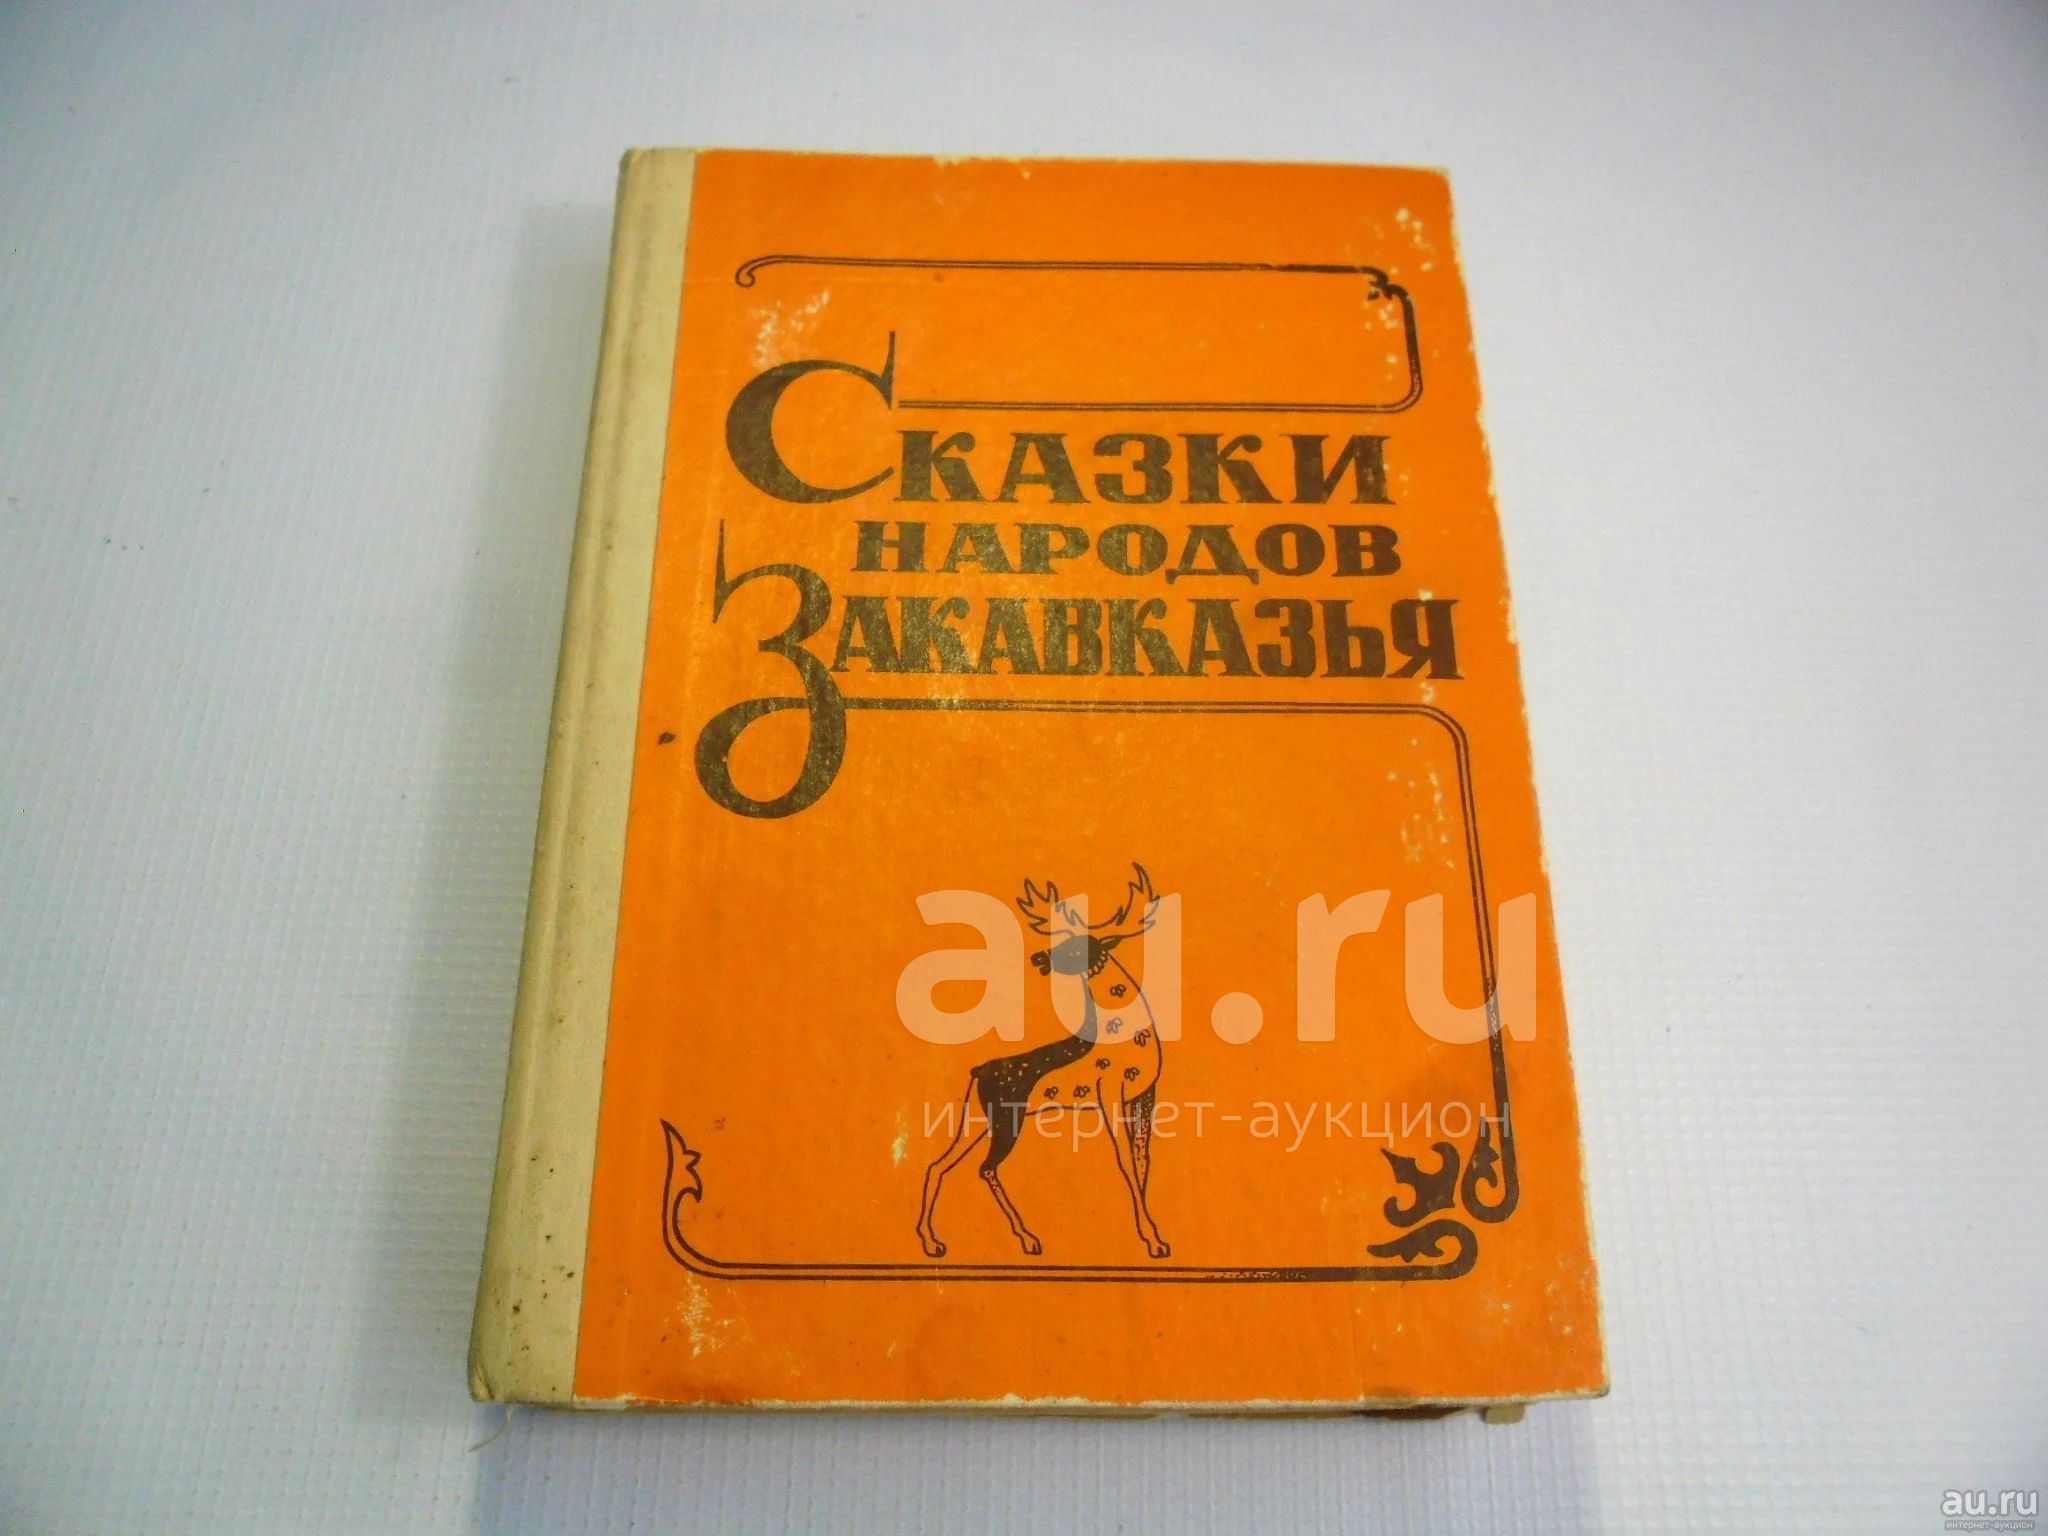 Сказки
народов
Закавказья
au.ru
интернет-аукцион
au.ru
интернет-аукцион